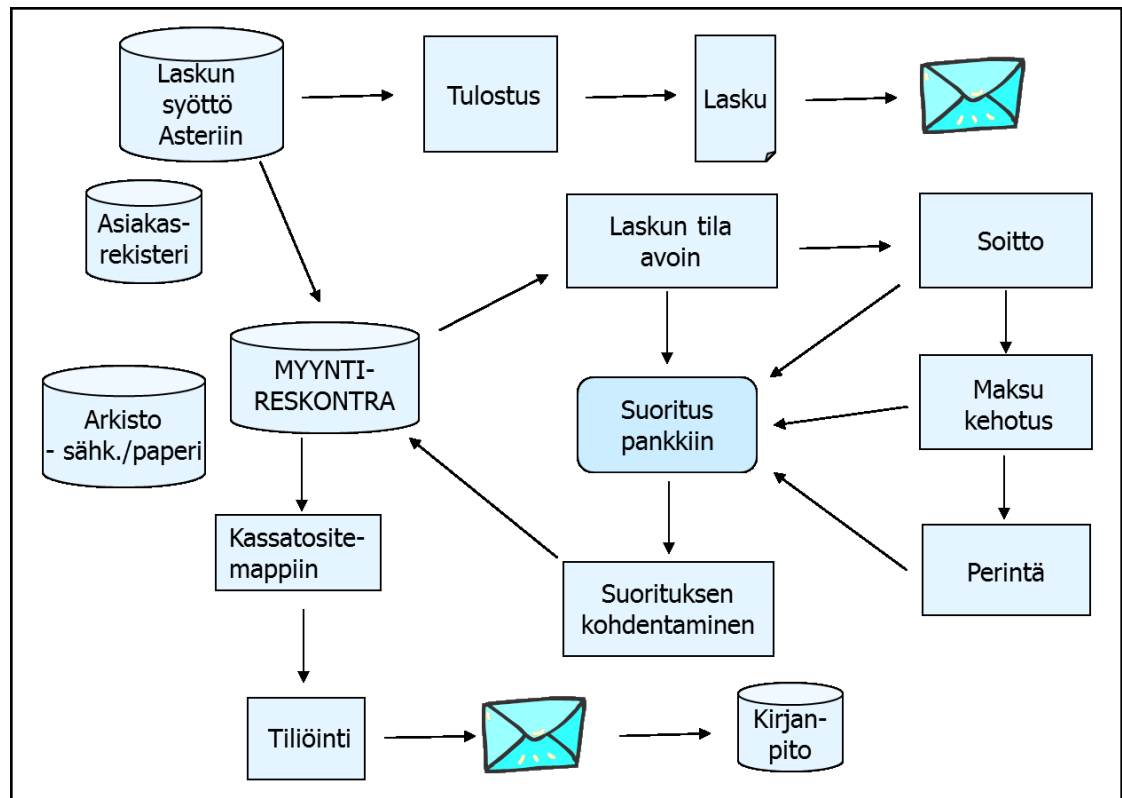 Laskun
syöttö
Asteriin
Tulostus
Lasku
Asiakas-
rekisteri
Laskun tila
avoin
Soitto
MYYNTI-
RESKONTRA
Arkisto
- sähk./paperi
Suoritus
pankkiin
Maksu
kehotus
Kassatosite-
mappiin
Suorituksen
kohdentaminen
Perintä
Tiliöinti
Kirjan-
pito